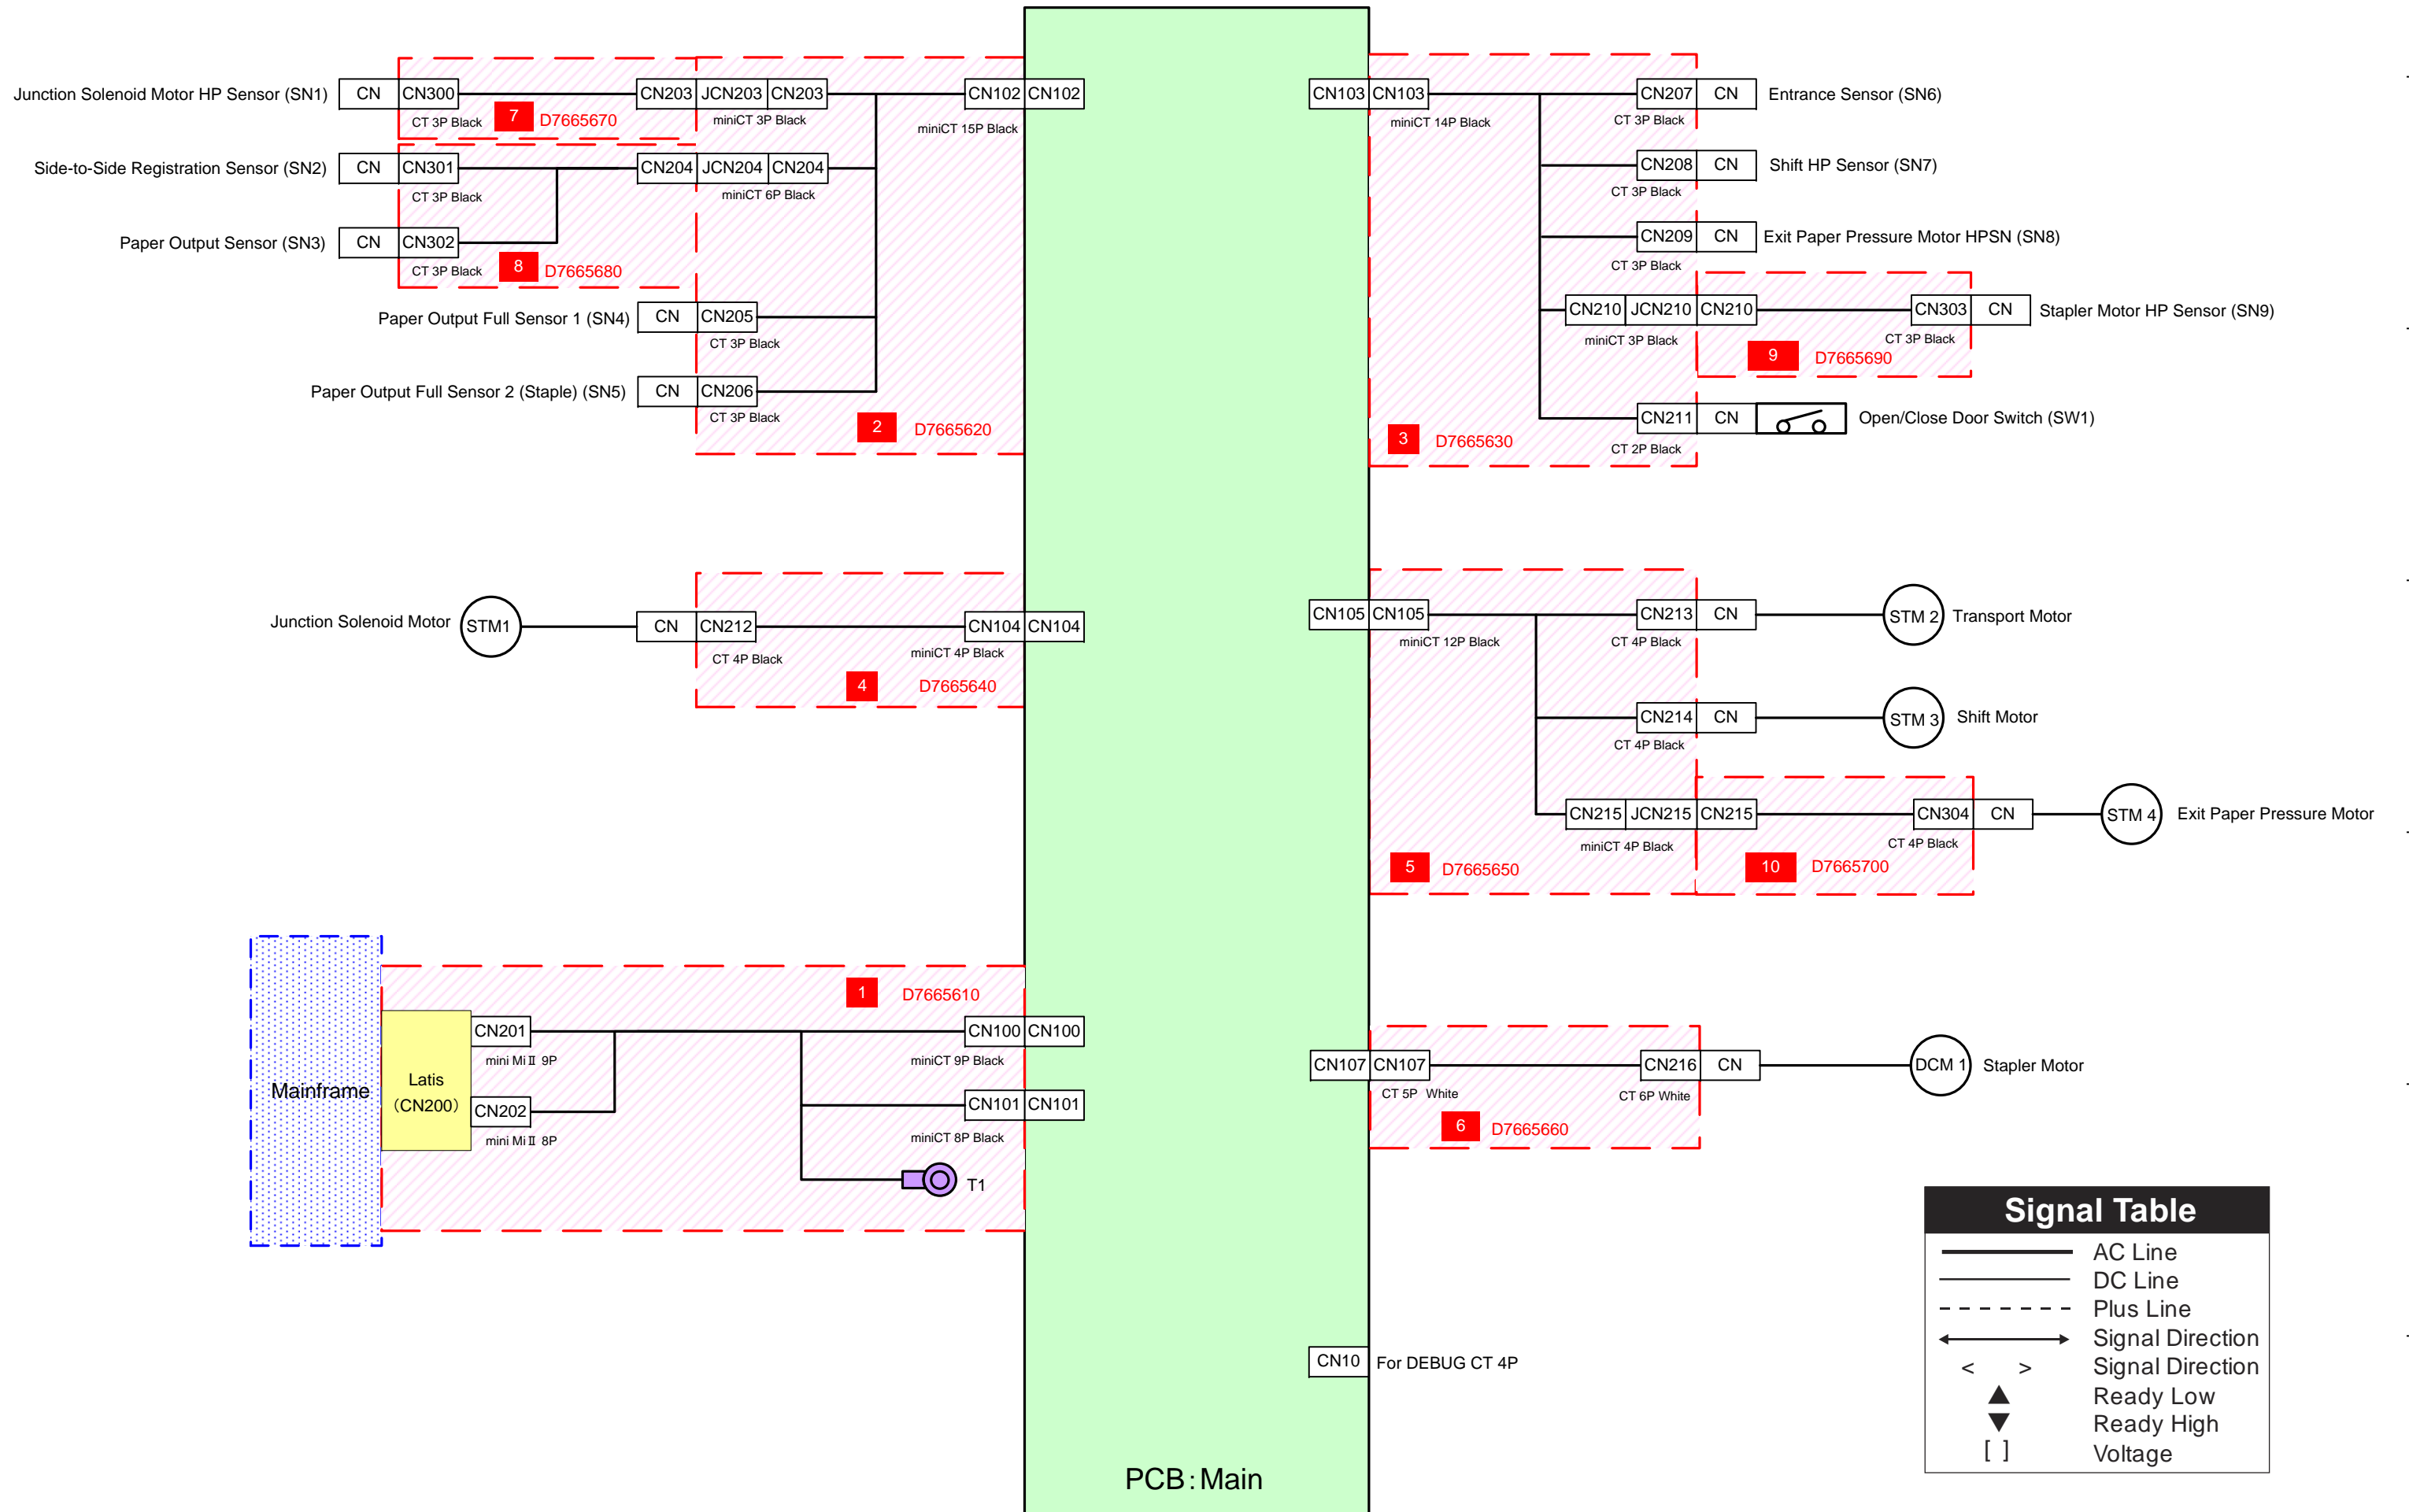 Junction Solenoid Motor HP Sensor (SN1) CN CN300 CN203 JCN203 CN203 CN102 CN102
CT 3P Black 7 D7665670 miniCT 3P Black miniCT 15P Black
Side-to-Side Registration Sensor (SN2) CN CN301 CN204 JCN204 CN204
CT 3P Black miniCT 6P Black
Paper Output Sensor (SN3) CN CN302
CT 3P Black 8 D7665680
Paper Output Full Sensor 1 (SN4) CN CN205
CT 3P Black
Paper Output Full Sensor 2 (Staple) (SN5) CN CN206
CT 3P Black
2 D7665620
CN103 CN103 CN207 CN Entrance Sensor (SN6)
miniCT 14P Black CT 3P Black
CN208 CN Shift HP Sensor (SN7)
CT 3P Black
CN209 CN Exit Paper Pressure Motor HPSN (SN8)
CT 3P Black
CN210 JCN210 CN210 CN303 CN Stapler Motor HP Sensor (SN9)
miniCT 3P Black CT 3P Black
9 D7665690
CN211 CN Open/Close Door Switch (SW1)
3 D7665630 CT 2P Black
Junction Solenoid Motor STM1 CN CN212 CN104 CN104
CT 4P Black miniCT 4P Black
4 D7665640
CN105 CN105 CN213 CN STM 2 Transport Motor
miniCT 12P Black CT 4P Black
CN214 CN STM 3 Shift Motor
CT 4P Black
CN215 JCN215 CN215 CN304 CN STM 4 Exit Paper Pressure Motor
miniCT 4P Black CT 4P Black
5 D7665650 10 D7665700
1 D7665610
CN201 CN100 CN100
mini MiⅡ 9P miniCT 9P Black
Mainframe
Latis
（CN200）
CN202 CN101 CN101
mini MiⅡ 8P miniCT 8P Black
T1
CN107 CN107 CN216 CN DCM 1 Stapler Motor
CT 5P White CT 6P White
6 D7665660
CN10 For DEBUG CT 4P
PCB：Main
Signal Table
AC Line
DC Line
Plus Line
Signal Direction
< > Signal Direction
▲ Ready Low
▼ Ready High
[ ] Voltage